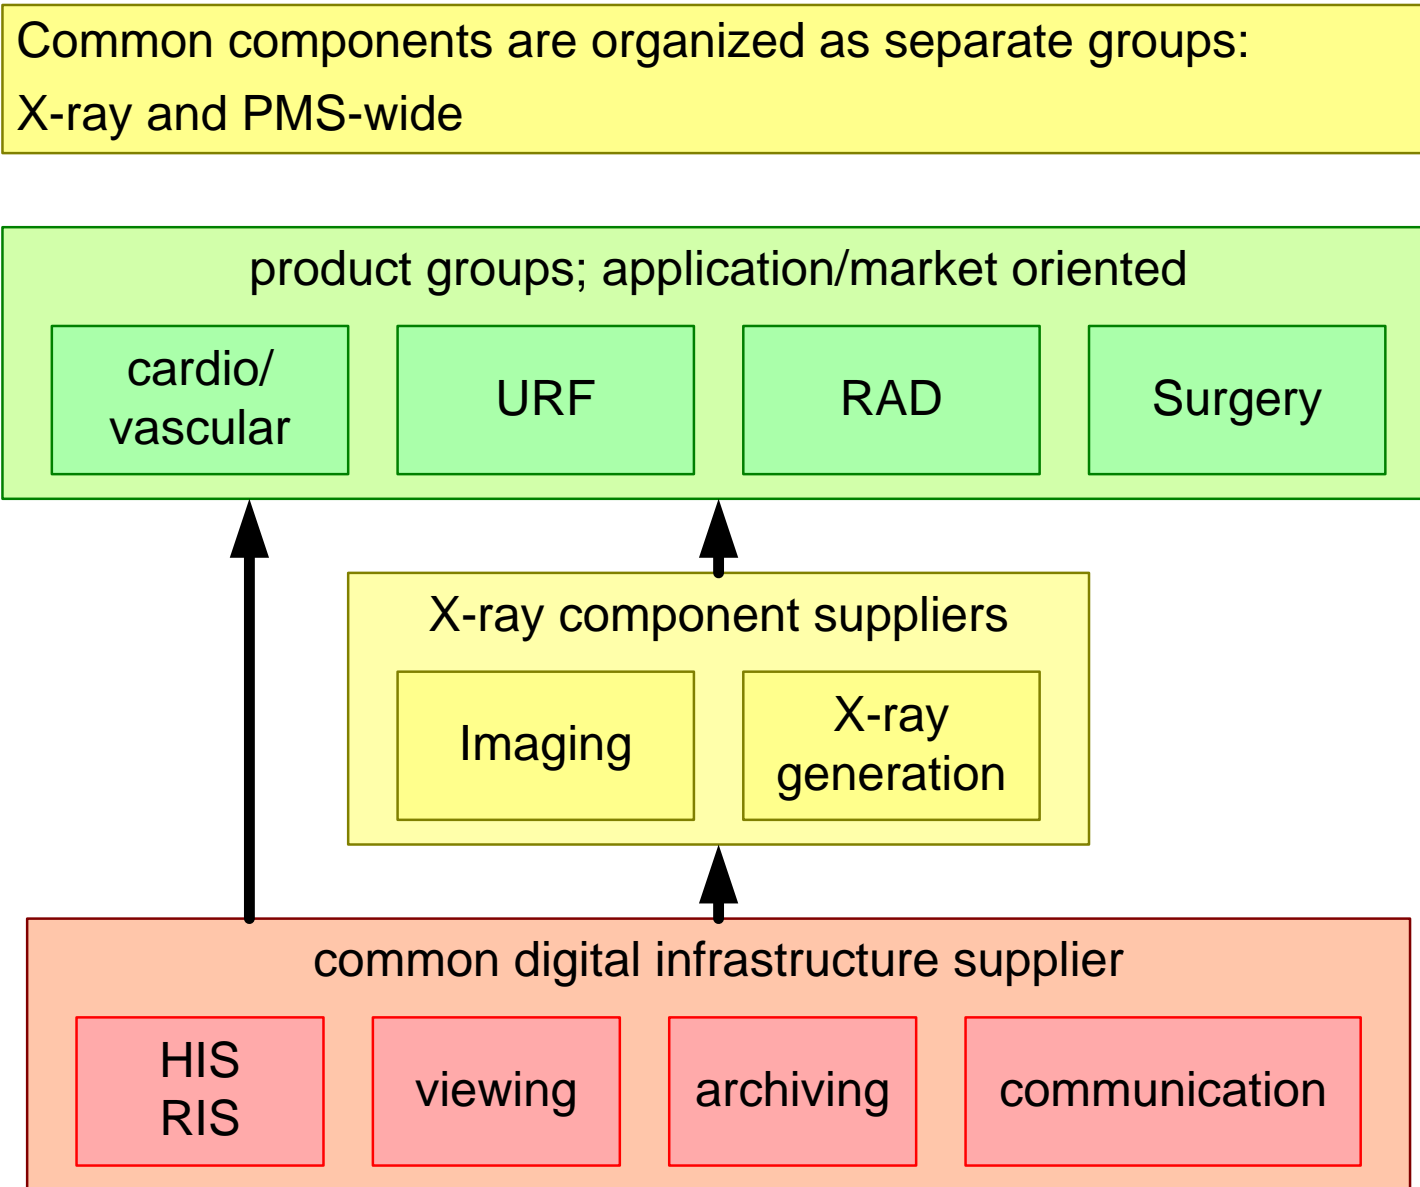 Common components are organized as separate groups:
X-ray and PMS-wide
product groups; application/market oriented
cardio/
vascular
URF
RAD
Surgery
X-ray component suppliers
Imaging
X-ray
generation
common digital infrastructure supplier
HIS
RIS
viewing
archiving
communication